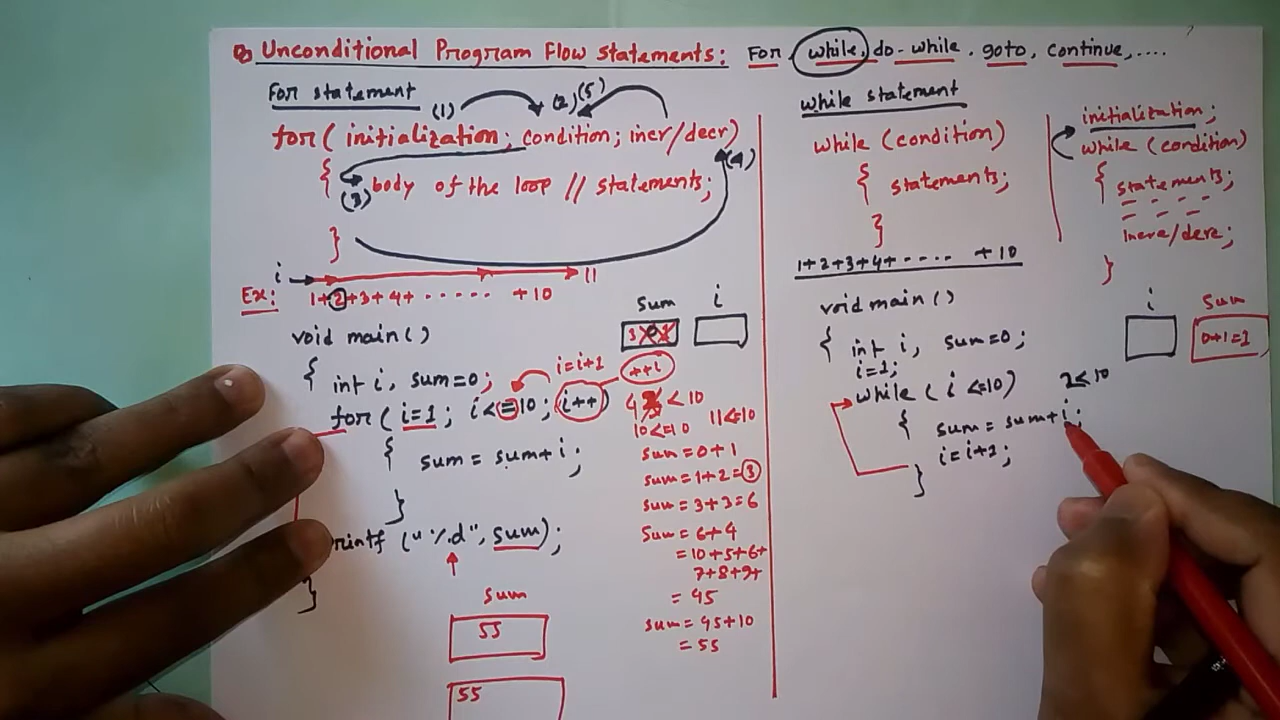 Unconditional Program Flow statements: For, while, do-while, goto, continue, ....
For statement
(1) (2) (5)
for( initialization; condition; incr/decr)
(4)
{
(3) body of the loop // statements;
}
i 11
Ex: 1+2+3+4+ ...... +10
void main()
{ int i, sum=0;
for( i=1; i<=10; i++)
{ sum = sum+i;
}
printf ("%d", sum);
}
sum
55
55
sum i
3
i=i+1 ++i
4 < 10
10<=10 11<=10
sum=0+1
sum=1+2=3
sum=3+3=6
sum=6+4
=10+5+6+
7+8+9+
= 45
sum=45+10
= 55
while statement
while (condition)
{ statements;
}
initialization;
while (condition)
{ statements;
incre/decre;
}
1+2+3+4+ ..... +10
void main()
{ int i, sum=0;
i=1;
while ( i <=10)
{ sum = sum+i;
i=i+1;
}
i sum
0+1=1
2<10